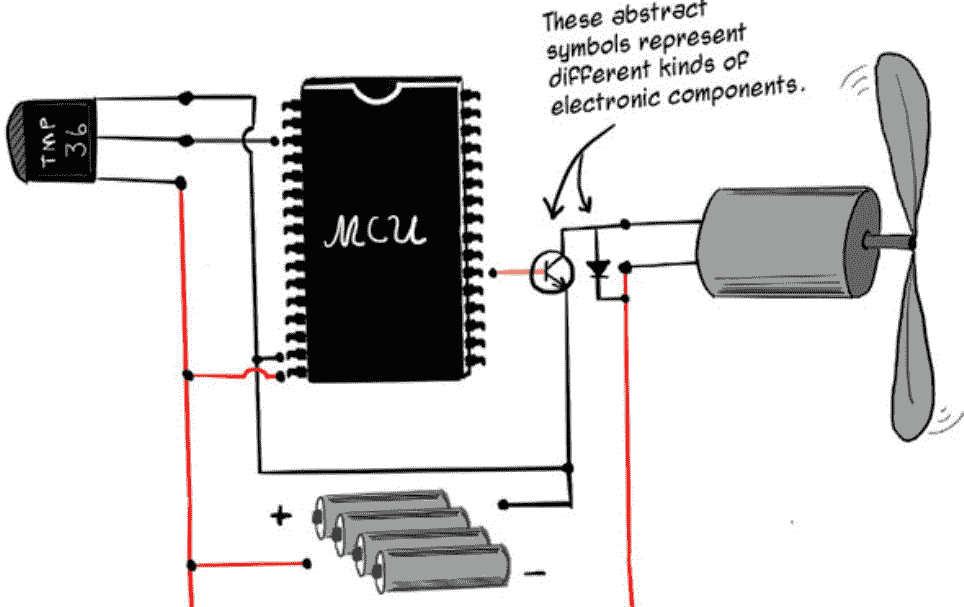 These abstract
symbols represent
different kinds of
electronic components.
TMP
36
MCU
+
-